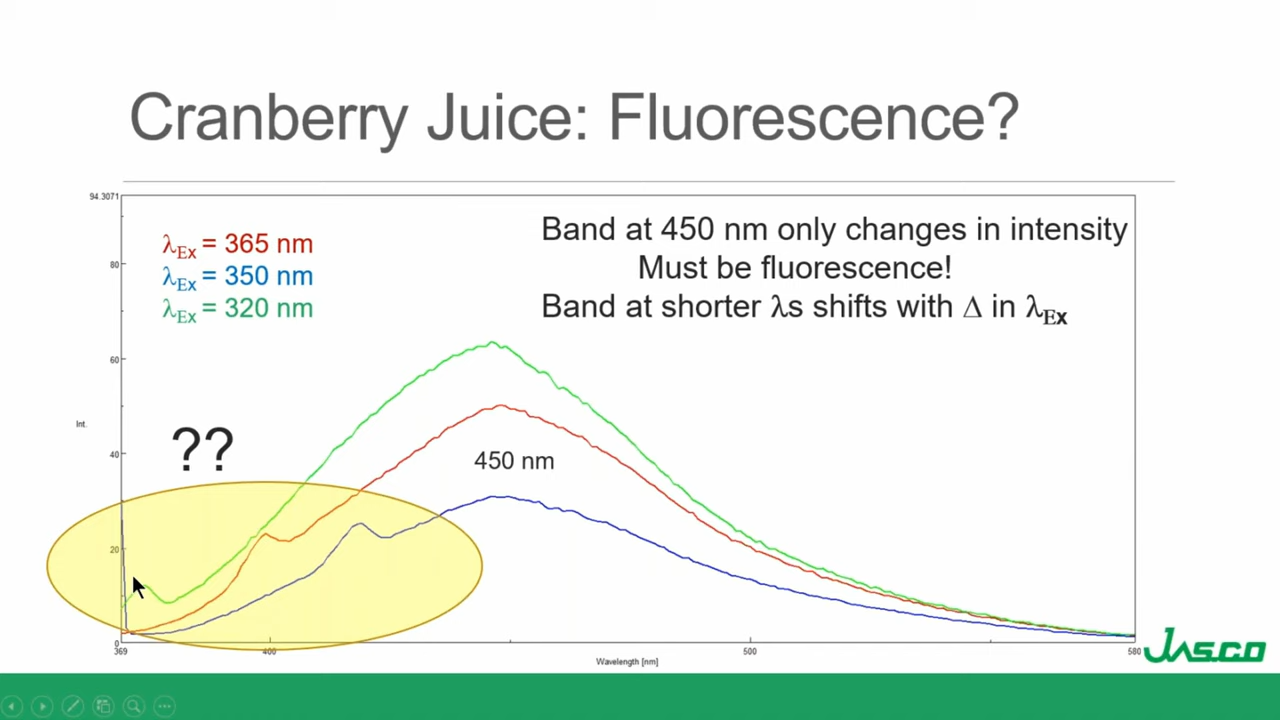 Cranberry Juice: Fluorescence?
94.3071
λEx = 365 nm
λEx = 350 nm
λEx = 320 nm
Band at 450 nm only changes in intensity
Must be fluorescence!
Band at shorter λs shifts with Δ in λEx
80
60
Int.
40
20
0
??
450 nm
369
400
500
580
Wavelength [nm]
JASCO